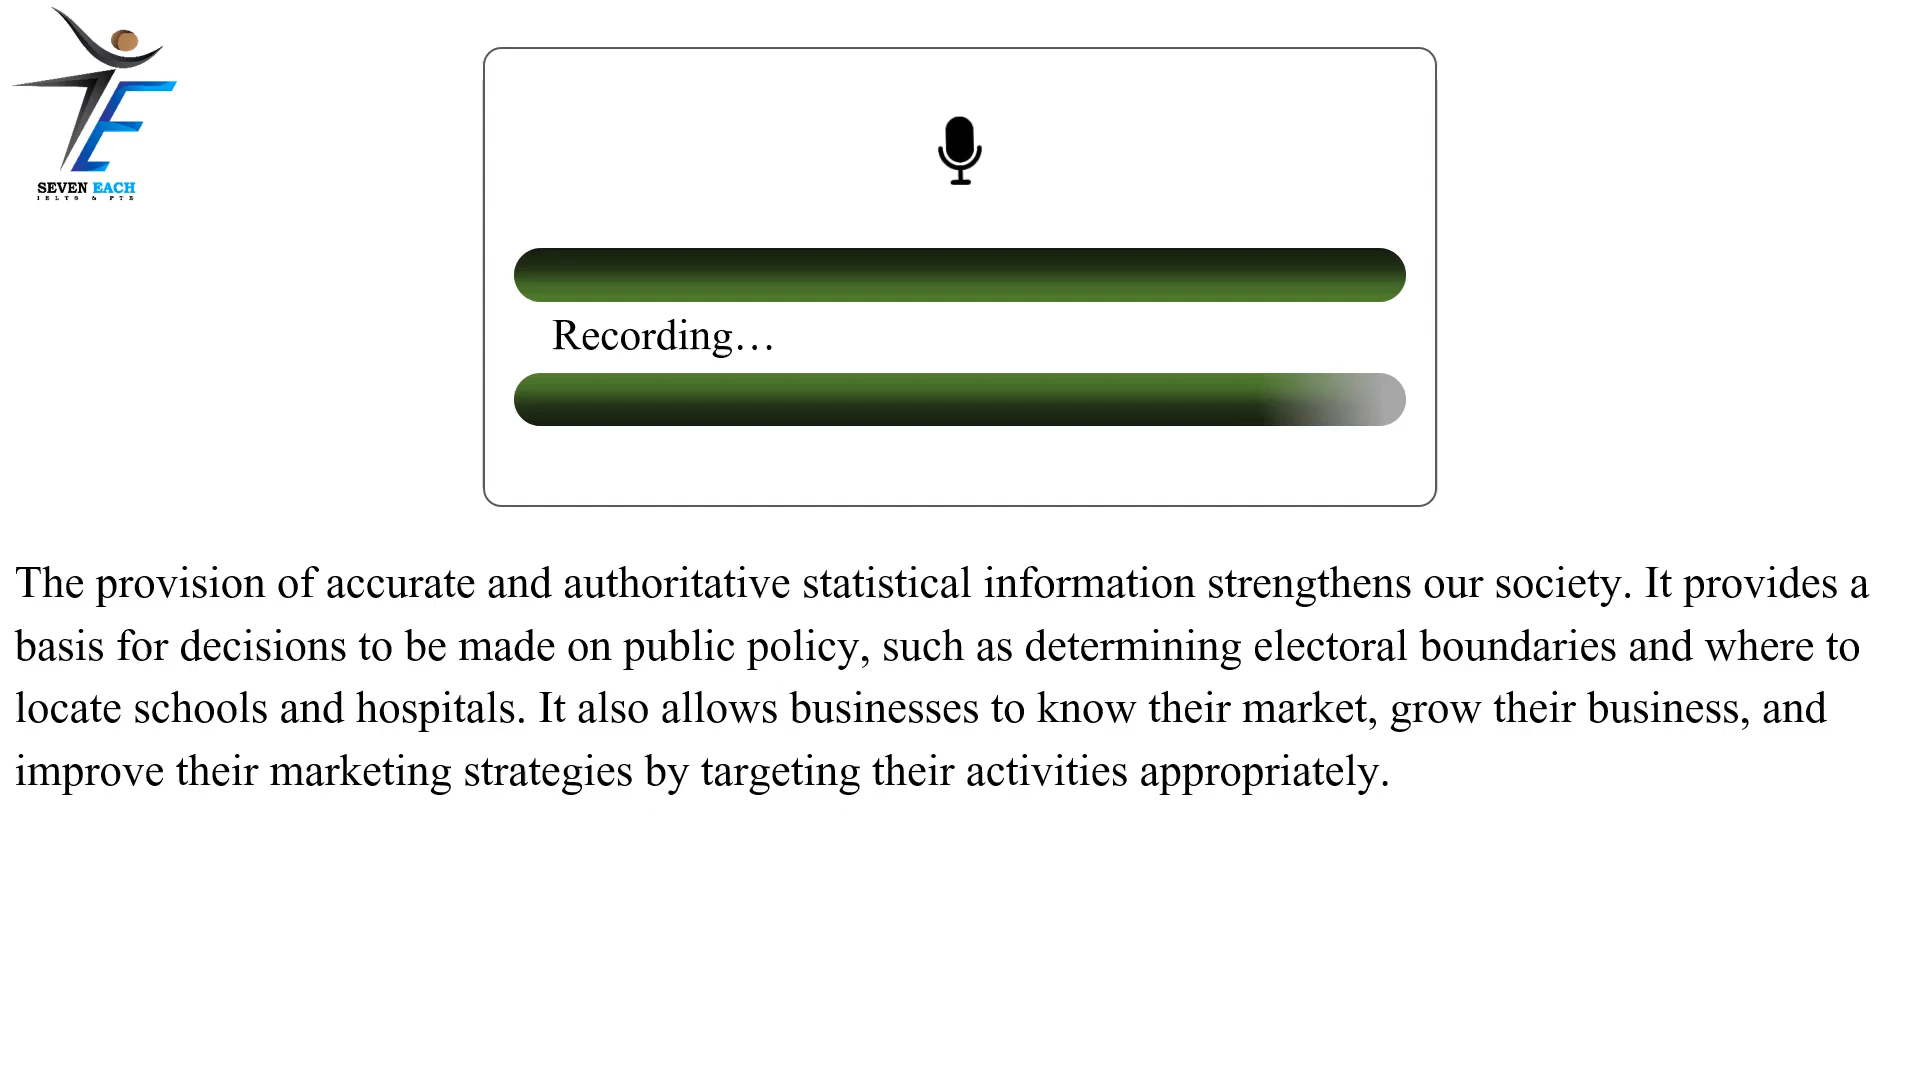 SEVEN EACH
IELTS & PTE
Recording…
The provision of accurate and authoritative statistical information strengthens our society. It provides a
basis for decisions to be made on public policy, such as determining electoral boundaries and where to
locate schools and hospitals. It also allows businesses to know their market, grow their business, and
improve their marketing strategies by targeting their activities appropriately.